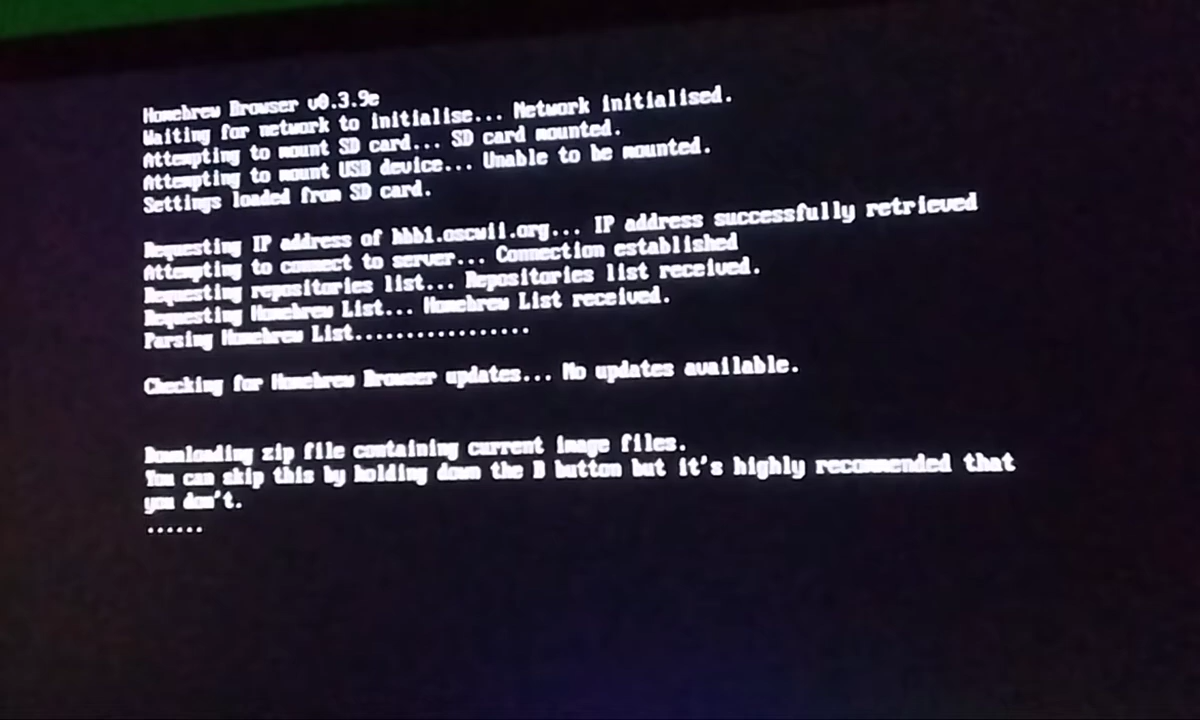 Homebrew Browser v0.3.9e
Waiting for network to initialise... Network initialised.
Attempting to mount SD card... SD card mounted.
Attempting to mount USB device... Unable to be mounted.
Settings loaded from SD card.
Requesting IP address of hbb1.oscwii.org... IP address successfully retrieved
Attempting to connect to server... Connection established
Requesting repositories list... Repositories list received.
Requesting Homebrew List... Homebrew List received.
Parsing Homebrew List.................
Checking for Homebrew Browser updates... No updates available.
Downloading zip file containing current image files.
You can skip this by holding down the B button but it's highly recommended that
you don't.
......